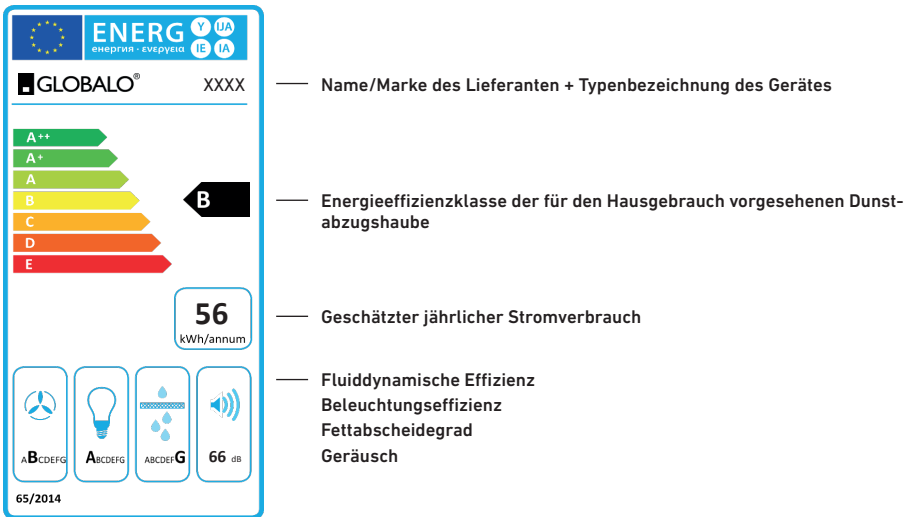 ENERG Y IJA
енергия · ενεργεια IE IA
GLOBALO® XXXX
Name/Marke des Lieferanten + Typenbezeichnung des Gerätes
A++
A+
A
B
C
D
E
B
Energieeffizienzklasse der für den Hausgebrauch vorgesehenen Dunst-
abzugshaube
56
kWh/annum
Geschätzter jährlicher Stromverbrauch
Fluiddynamische Effizienz
Beleuchtungseffizienz
Fettabscheidegrad
Geräusch
ABCDEFG
ABCDEFG
ABCDEFG
66 dB
65/2014